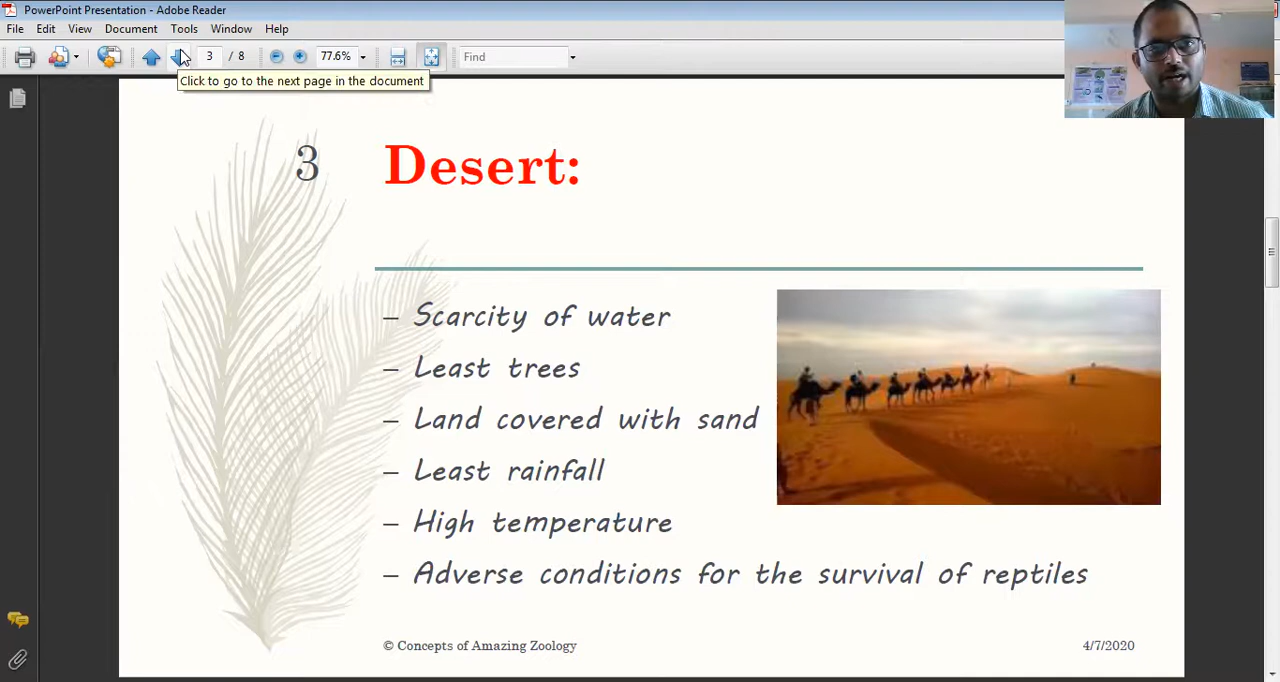 PowerPoint Presentation - Adobe Reader
File Edit View Document Tools Window Help
3 / 8 77.6% Find
Click to go to the next page in the document
3 Desert:
– Scarcity of water
– Least trees
– Land covered with sand
– Least rainfall
– High temperature
– Adverse conditions for the survival of reptiles
© Concepts of Amazing Zoology 4/7/2020